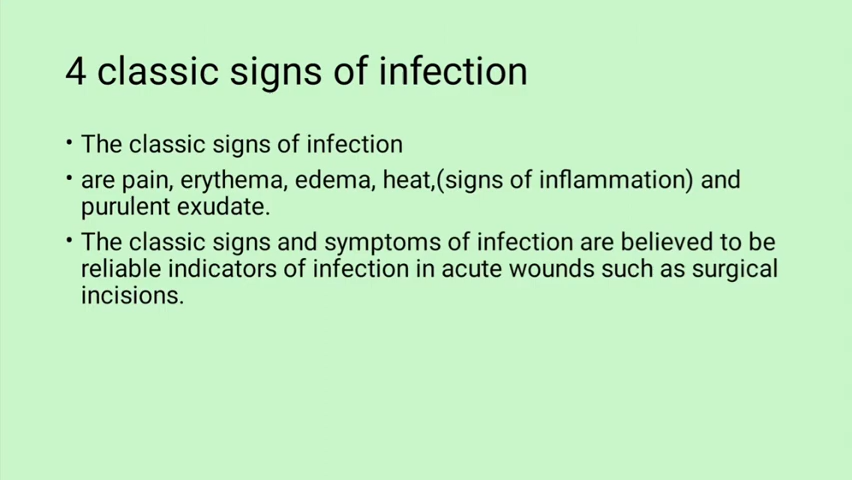 4 classic signs of infection
• The classic signs of infection
• are pain, erythema, edema, heat,(signs of inflammation) and
purulent exudate.
• The classic signs and symptoms of infection are believed to be
reliable indicators of infection in acute wounds such as surgical
incisions.